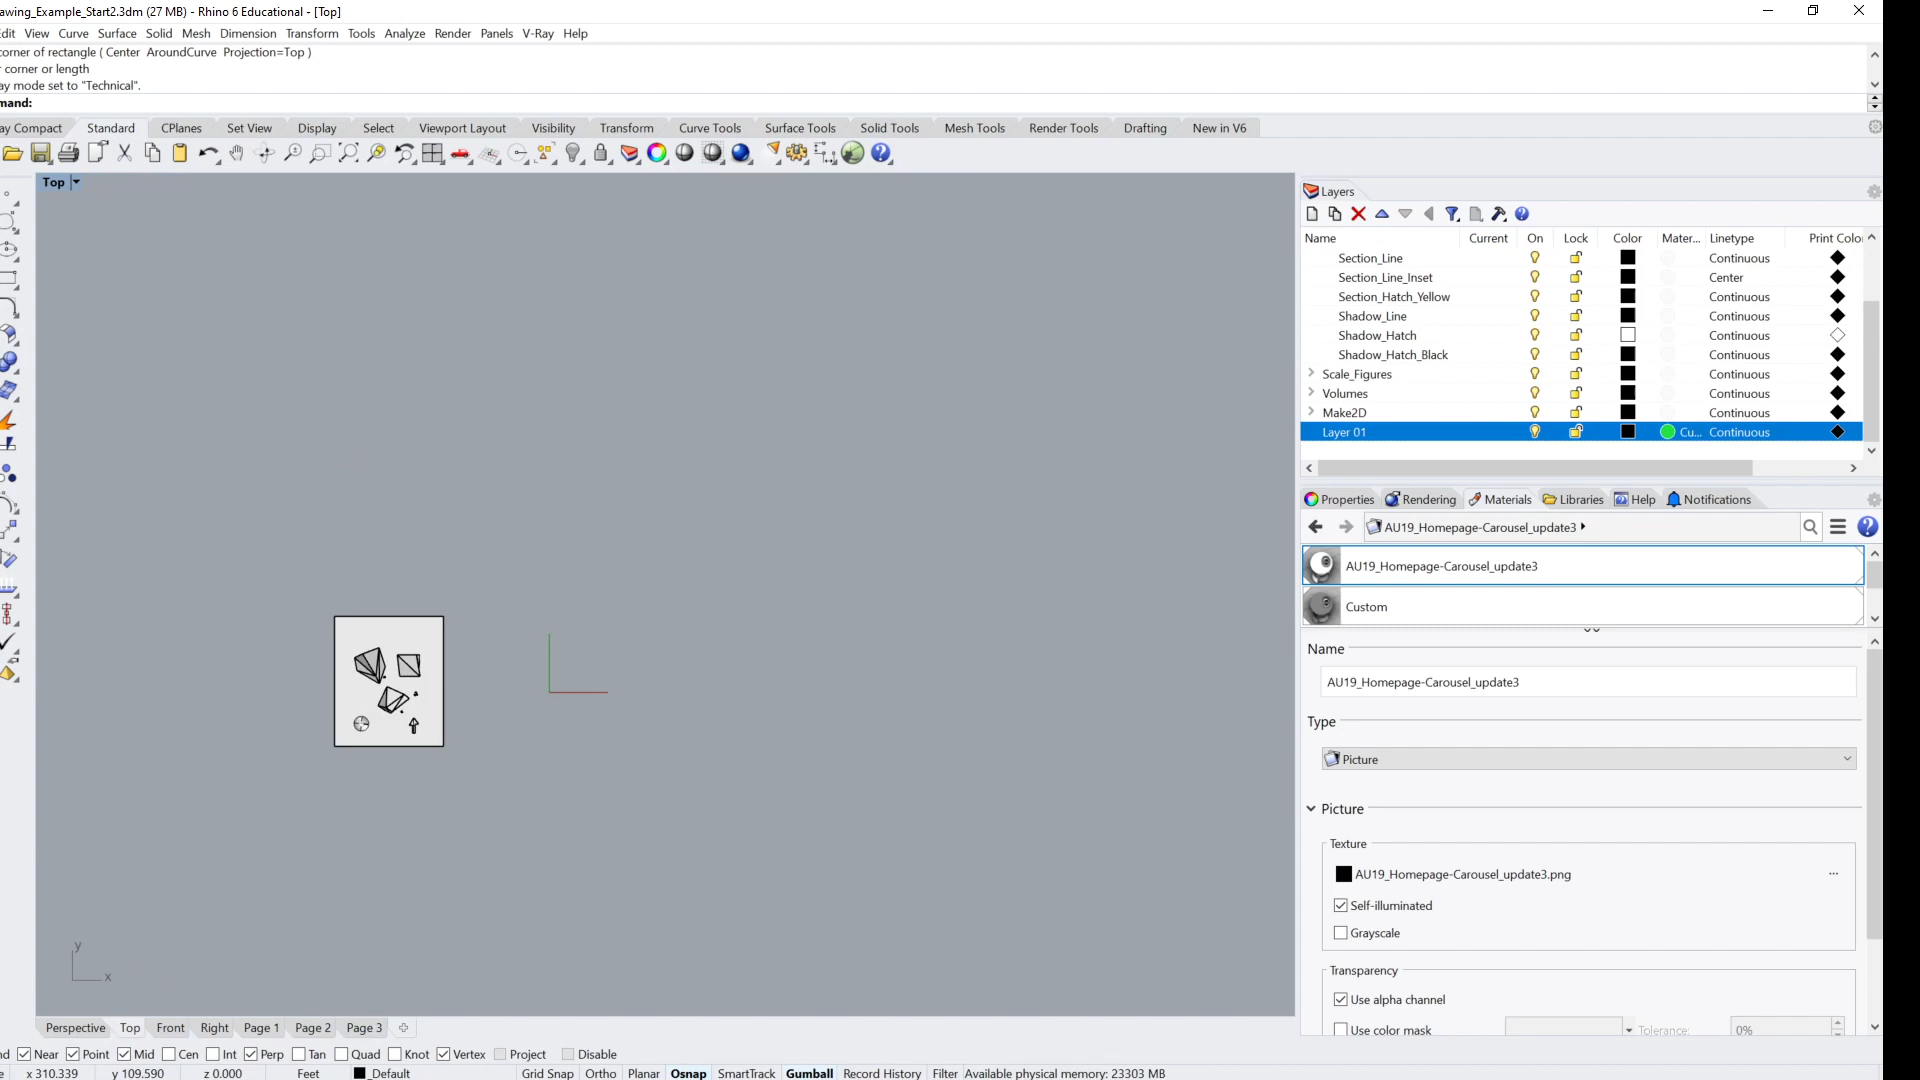 awing_Example_Start2.3dm (27 MB) - Rhino 6 Educational - [Top]
dit View Curve Surface Solid Mesh Dimension Transform Tools Analyze Render Panels V-Ray Help
corner of rectangle ( Center AroundCurve Projection=Top )
r corner or length
ay mode set to "Technical".
mand:
ay Compact Standard CPlanes Set View Display Select Viewport Layout Visibility Transform Curve Tools Surface Tools Solid Tools Mesh Tools Render Tools Drafting New in V6
Top
Layers
Name Current On Lock Color Mater... Linetype Print Colo
Section_Line Continuous
Section_Line_Inset Center
Section_Hatch_Yellow Continuous
Shadow_Line Continuous
Shadow_Hatch Continuous
Shadow_Hatch_Black Continuous
Scale_Figures Continuous
Volumes Continuous
Make2D Continuous
Layer 01 Cu... Continuous
Properties Rendering Materials Libraries Help Notifications
AU19_Homepage-Carousel_update3
AU19_Homepage-Carousel_update3
Custom
Name
AU19_Homepage-Carousel_update3
Type
Picture
Picture
Texture
AU19_Homepage-Carousel_update3.png ...
Self-illuminated
Grayscale
Transparency
Use alpha channel
Use color mask Tolerance: 0%
y
x
Perspective Top Front Right Page 1 Page 2 Page 3
nd Near Point Mid Cen Int Perp Tan Quad Knot Vertex Project Disable
e x 310.339 y 109.590 z 0.000 Feet _Default Grid Snap Ortho Planar Osnap SmartTrack Gumball Record History Filter Available physical memory: 23303 MB